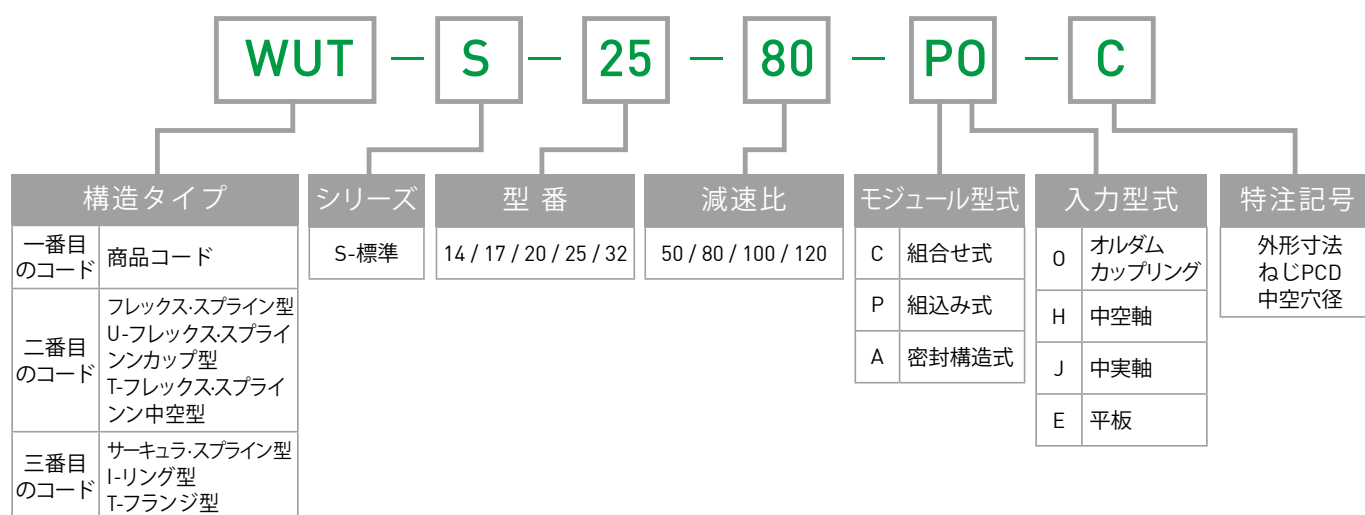 WUT — S — 25 — 80 — PO — C
構造タイプ
一番目
のコード
商品コード
二番目
のコード
フレックス・スプライン型
U-フレックス・スプライ
ンンカップ型
T-フレックス・スプライ
ンン中空型
三番目
のコード
サーキュラ・スプライン型
I-リング型
T-フランジ型
シリーズ
S-標準
型 番
14 / 17 / 20 / 25 / 32
減速比
50 / 80 / 100 / 120
モジュール型式
C 組合せ式
P 組込み式
A 密封構造式
入力型式
O オルダム
カップリング
H 中空軸
J 中実軸
E 平板
特注記号
外形寸法
ねじPCD
中空穴径